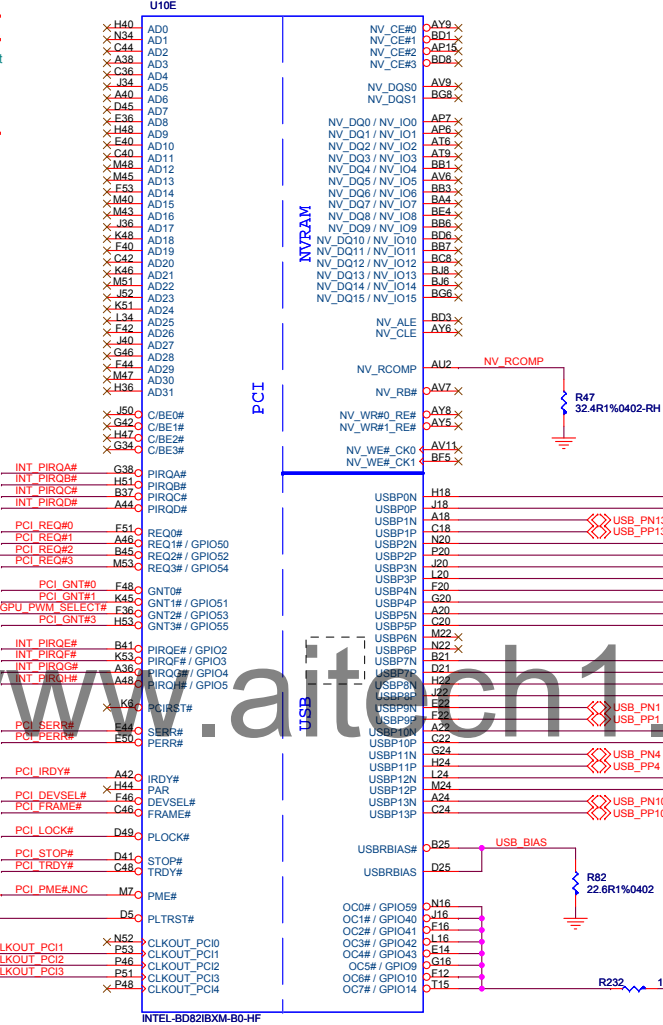 U10E
H40 AD0 NV_CE#0 AY9
N34 AD1 NV_CE#1 BD1
C44 AD2 NV_CE#2 AP15
A38 AD3 NV_CE#3 BD8
C36 AD4
J34 AD5 NV_DQS0 AV9
A40 AD6 NV_DQS1 BG8
D45 AD7
E36 AD8 NV_DQ0 / NV_IO0 AP7
H48 AD9 NV_DQ1 / NV_IO1 AP6
E40 AD10 NV_DQ2 / NV_IO2 AT6
C40 AD11 NV_DQ3 / NV_IO3 AT9
M48 AD12 NV_DQ4 / NV_IO4 BB1
M45 AD13 NV_DQ5 / NV_IO5 AV6
F53 AD14 NV_DQ6 / NV_IO6 BB3
M40 AD15 NV_DQ7 / NV_IO7 BA4
M43 AD16 NV_DQ8 / NV_IO8 BE4
J36 AD17 NV_DQ9 / NV_IO9 BB6
K48 AD18 NV_DQ10 / NV_IO10 BD6
F40 AD19 NV_DQ11 / NV_IO11 BB7
C42 AD20 NV_DQ12 / NV_IO12 BC8
K46 AD21 NV_DQ13 / NV_IO13 BJ8
M51 AD22 NV_DQ14 / NV_IO14 BJ6
J52 AD23 NV_DQ15 / NV_IO15 BG6
K51 AD24
L34 AD25 NV_ALE BD3
F42 AD26 NV_CLE AY6
J40 AD27
G46 AD28
F44 AD29 NV_RCOMP AU2 NV_RCOMP
M47 AD30
H36 AD31 NV_RB# AV7
R47
32.4R1%0402-RH
NVRAM
PCI
J50 C/BE0# NV_WR#0_RE# AY8
G42 C/BE1# NV_WR#1_RE# AY5
H47 C/BE2#
G34 C/BE3# NV_WE#_CK0 AV11
NV_WE#_CK1 BF5
INT_PIRQA# G38 PIRQA#
INT_PIRQB# H51 PIRQB#
INT_PIRQC# B37 PIRQC# USBP0N H18
INT_PIRQD# A44 PIRQD# USBP0P J18
USBP1N A18 USB_PN13
PCI_REQ#0 F51 REQ0# USBP1P C18 USB_PP13
PCI_REQ#1 A46 REQ1# / GPIO50 USBP2N N20
PCI_REQ#2 B45 REQ2# / GPIO52 USBP2P P20
PCI_REQ#3 M53 REQ3# / GPIO54 USBP3N J20
USBP3P L20
PCI_GNT#0 F48 GNT0# USBP4N F20
PCI_GNT#1 K45 GNT1# / GPIO51 USBP4P G20
GPU_PWM_SELECT# F36 GNT2# / GPIO53 USBP5N A20
PCI_GNT#3 H53 GNT3# / GPIO55 USBP5P C20
USBP6N M22
INT_PIRQE# B41 PIRQE# / GPIO2 USBP6P N22
INT_PIRQF# K53 PIRQF# / GPIO3 USBP7N B21
INT_PIRQG# A36 PIRQG# / GPIO4 USBP7P D21
INT_PIRQH# A48 PIRQH# / GPIO5 USBP8N H22
USBP8P J22
K6 PCIRST# USBP9N E22 USB_PN1
USB
USBP9P F22 USB_PP1
PCI_SERR# E44 SERR# USBP10N A22
PCI_PERR# E50 PERR# USBP10P C22
www.aitech1.
USBP11N G24 USB_PN4
USBP11P H24 USB_PP4
PCI_IRDY# A42 IRDY# USBP12N L24
H44 PAR USBP12P M24
PCI_DEVSEL# F46 DEVSEL# USBP13N A24 USB_PN10
PCI_FRAME# C46 FRAME# USBP13P C24 USB_PP10
PCI_LOCK# D49 PLOCK#
USBRBIAS# B25 USB_BIAS
PCI_STOP# D41 STOP#
PCI_TRDY# C48 TRDY# USBRBIAS D25
R82
22.6R1%0402
PCI_PME#JNC M7 PME#
OC0# / GPIO59 N16
D5 PLTRST# OC1# / GPIO40 J16
OC2# / GPIO41 F16
N52 CLKOUT_PCI0 OC3# / GPIO42 L16
LKOUT_PCI1 P53 CLKOUT_PCI1 OC4# / GPIO43 E14
LKOUT_PCI2 P46 CLKOUT_PCI2 OC5# / GPIO9 G16
LKOUT_PCI3 P51 CLKOUT_PCI3 OC6# / GPIO10 F12
P48 CLKOUT_PCI4 OC7# / GPIO14 T15
R232 1
INTEL-BD82IBXM-B0-HF